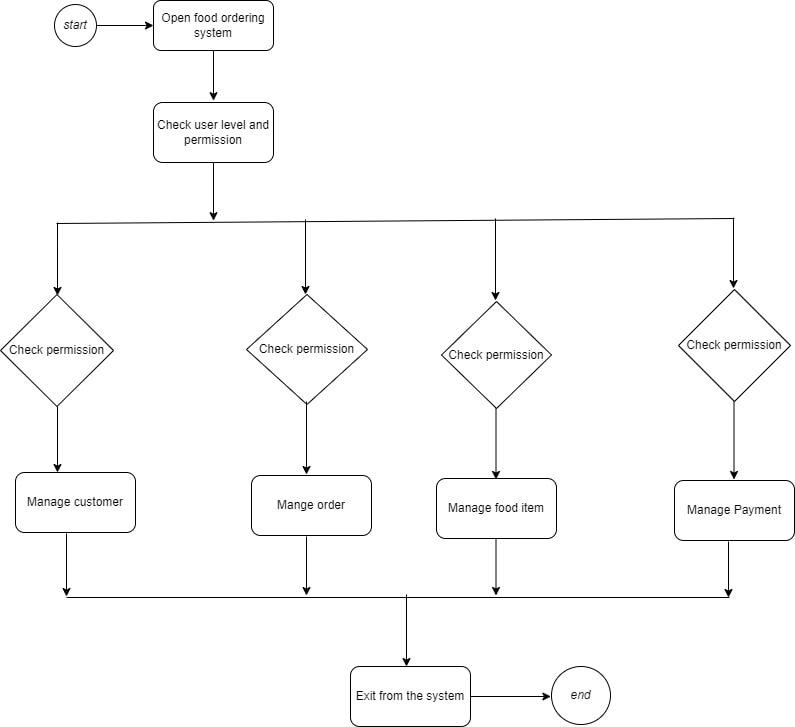 start
Open food ordering
system
Check user level and
permission
Check permission
Check permission
Check permission
Check permission
Manage customer
Mange order
Manage food item
Manage Payment
Exit from the system
end